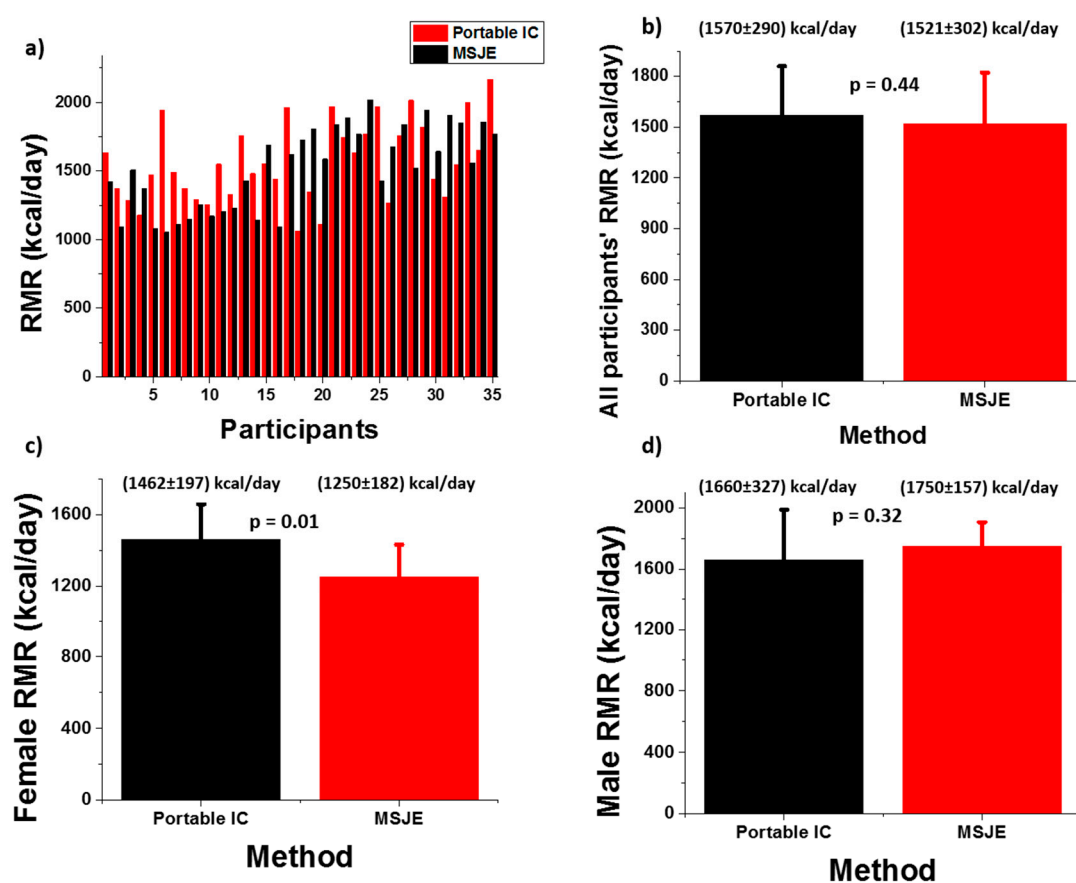 a)
Portable IC
MSJE
RMR (kcal/day)
2000
1500
1000
500
0
5
10
15
20
25
30
35
Participants
b)
(1570±290) kcal/day
(1521±302) kcal/day
p = 0.44
All participants' RMR (kcal/day)
1800
1500
1200
900
600
300
0
Portable IC
MSJE
Method
c)
(1462±197) kcal/day
(1250±182) kcal/day
p = 0.01
Female RMR (kcal/day)
1600
1200
800
400
0
Portable IC
MSJE
Method
d)
(1660±327) kcal/day
(1750±157) kcal/day
p = 0.32
Male RMR (kcal/day)
2000
1600
1200
800
400
0
Portable IC
MSJE
Method